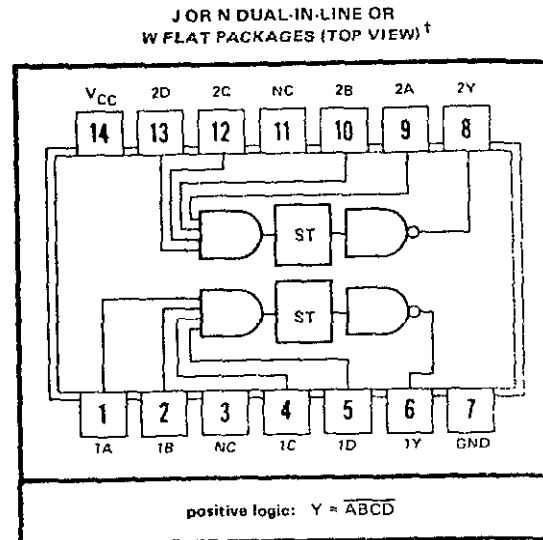 J OR N DUAL-IN-LINE OR
W FLAT PACKAGES (TOP VIEW)†
VCC 2D 2C NC 2B 2A 2Y
14 13 12 11 10 9 8
ST
ST
1 2 3 4 5 6 7
1A 1B NC 1C 1D 1Y GND
positive logic: Y = A̅B̅C̅D̅